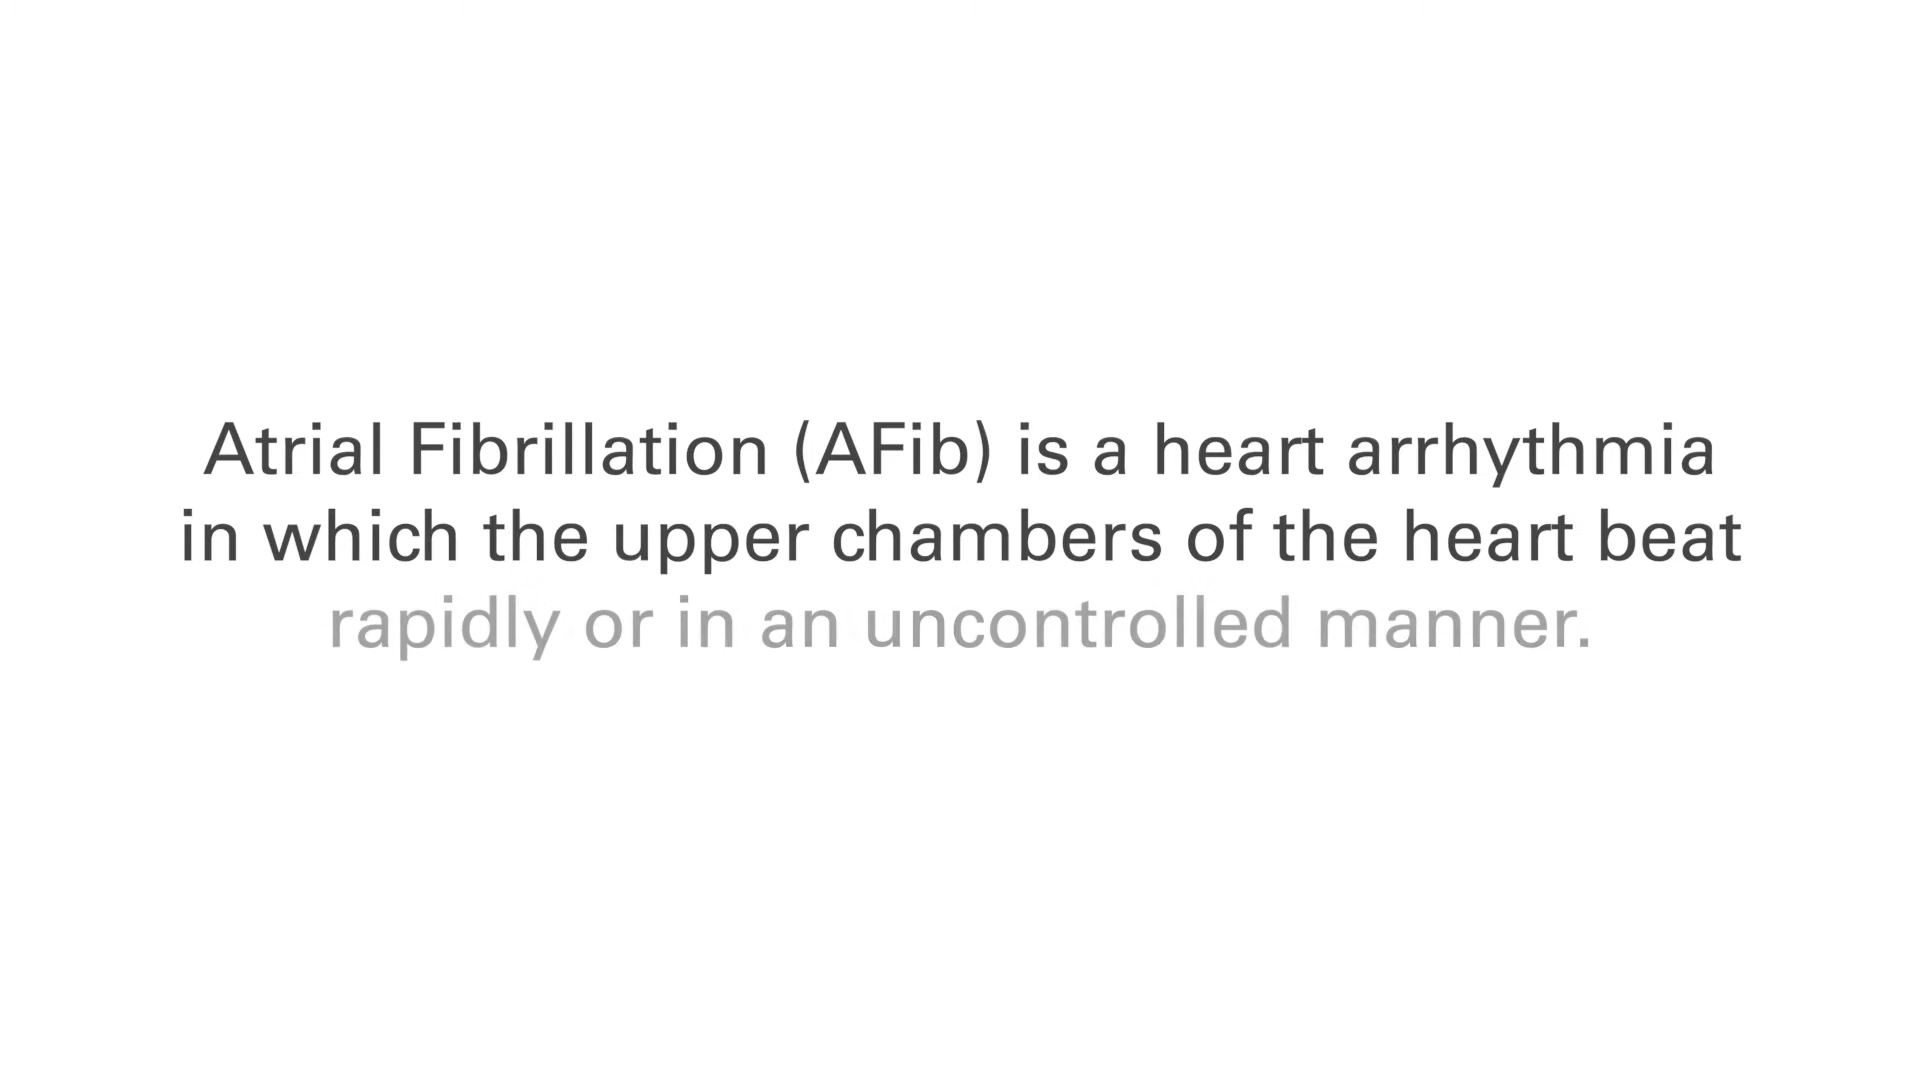 Atrial Fibrillation (AFib) is a heart arrhythmia
in which the upper chambers of the heart beat
rapidly or in an uncontrolled manner.